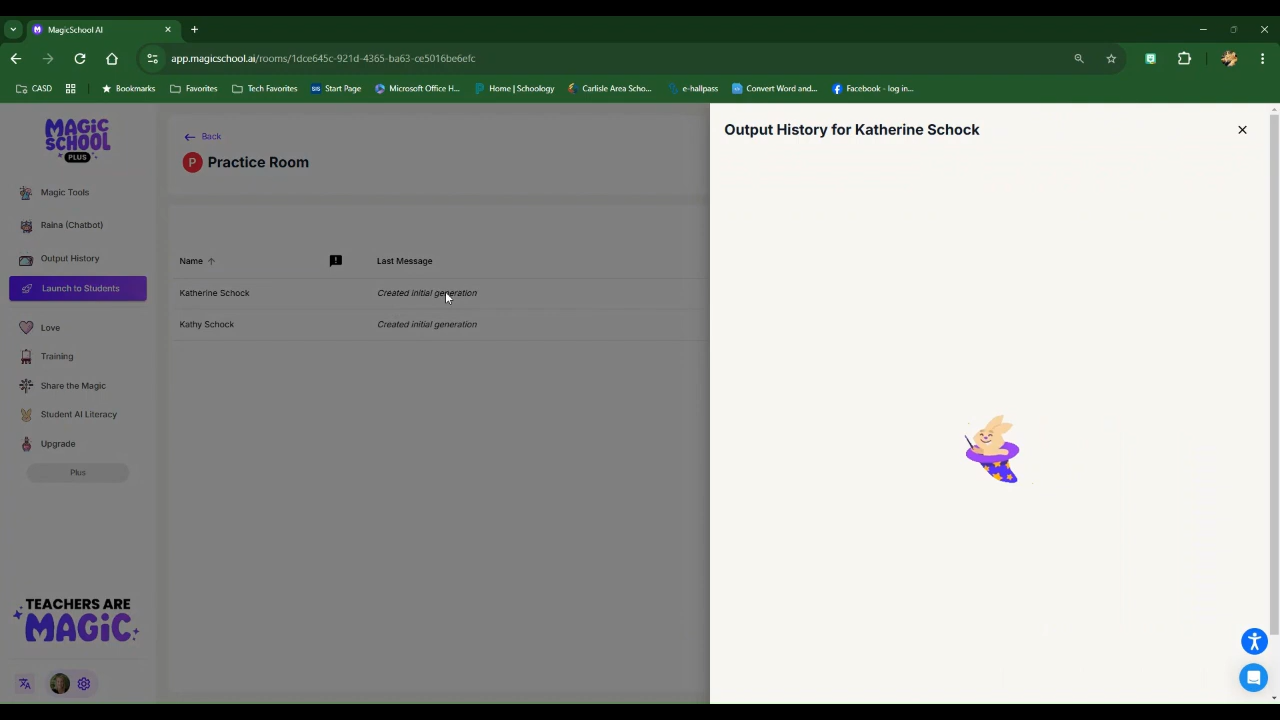 MagicSchool AI
app.magicschool.ai/rooms/1dce645c-921d-4365-ba63-ce5016be6efc
CASD
Bookmarks
Favorites
Tech Favorites
SIS Start Page
Microsoft Office H...
Home | Schoology
Carlisle Area Scho...
e-hallpass
Convert Word and...
Facebook - log in...
MAGIC
SCHOOL
PLUS
Magic Tools
Raina (Chatbot)
Output History
Launch to Students
Love
Training
Share the Magic
Student AI Literacy
Upgrade
Plus
TEACHERS ARE
MAGiC
Back
P Practice Room
Name
Last Message
Katherine Schock
Created initial generation
Kathy Schock
Created initial generation
Output History for Katherine Schock